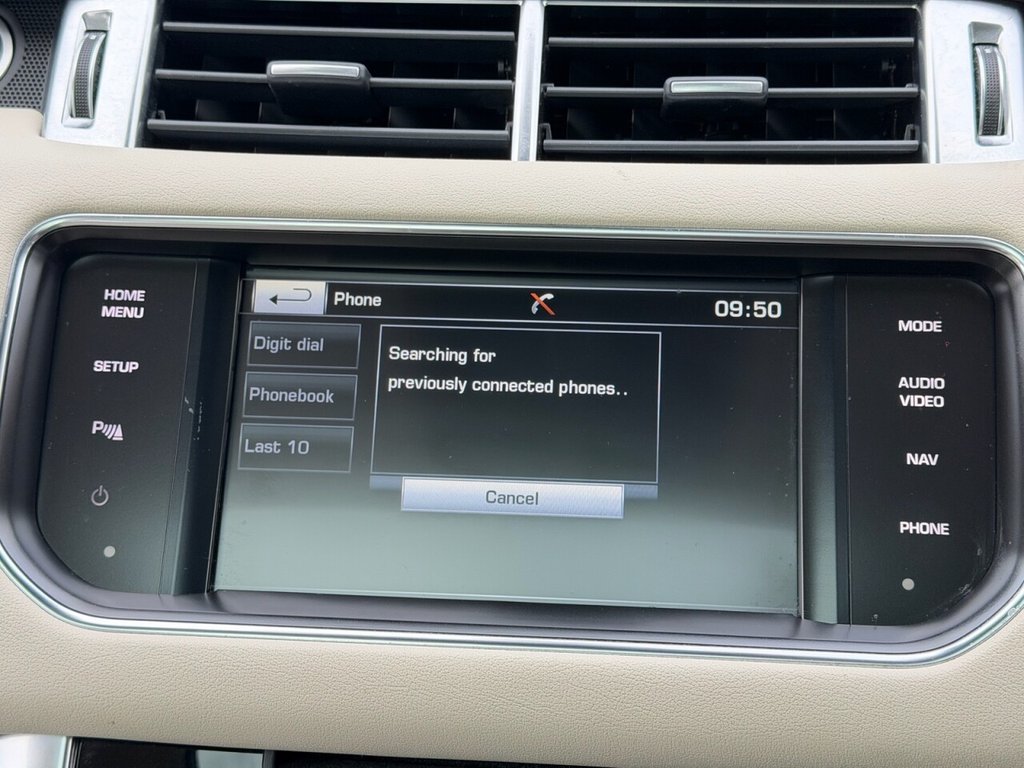 HOME
MENU
SETUP
P
Phone
09:50
Digit dial
Phonebook
Last 10
Searching for
previously connected phones..
Cancel
MODE
AUDIO
VIDEO
NAV
PHONE